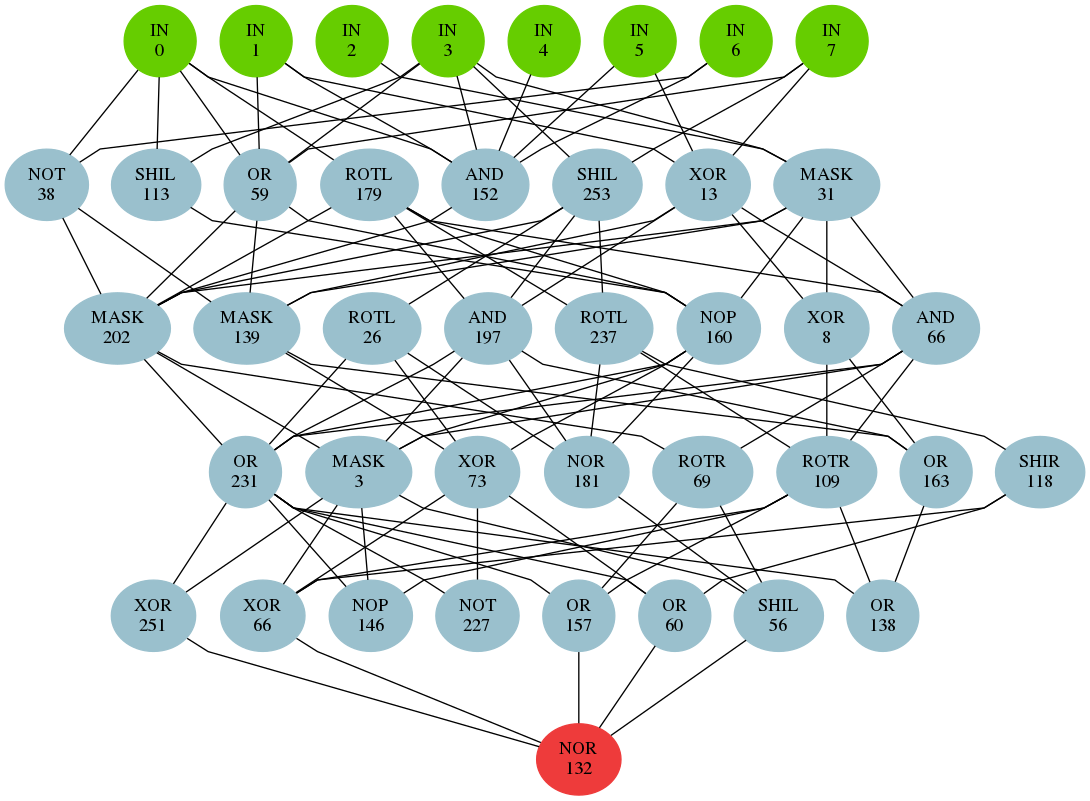 IN
0
IN
1
IN
2
IN
3
IN
4
IN
5
IN
6
IN
7
NOT
38
SHIL
113
OR
59
ROTL
179
AND
152
SHIL
253
XOR
13
MASK
31
MASK
202
MASK
139
ROTL
26
AND
197
ROTL
237
NOP
160
XOR
8
AND
66
OR
231
MASK
3
XOR
73
NOR
181
ROTR
69
ROTR
109
OR
163
SHIR
118
XOR
251
XOR
66
NOP
146
NOT
227
OR
157
OR
60
SHIL
56
OR
138
NOR
132